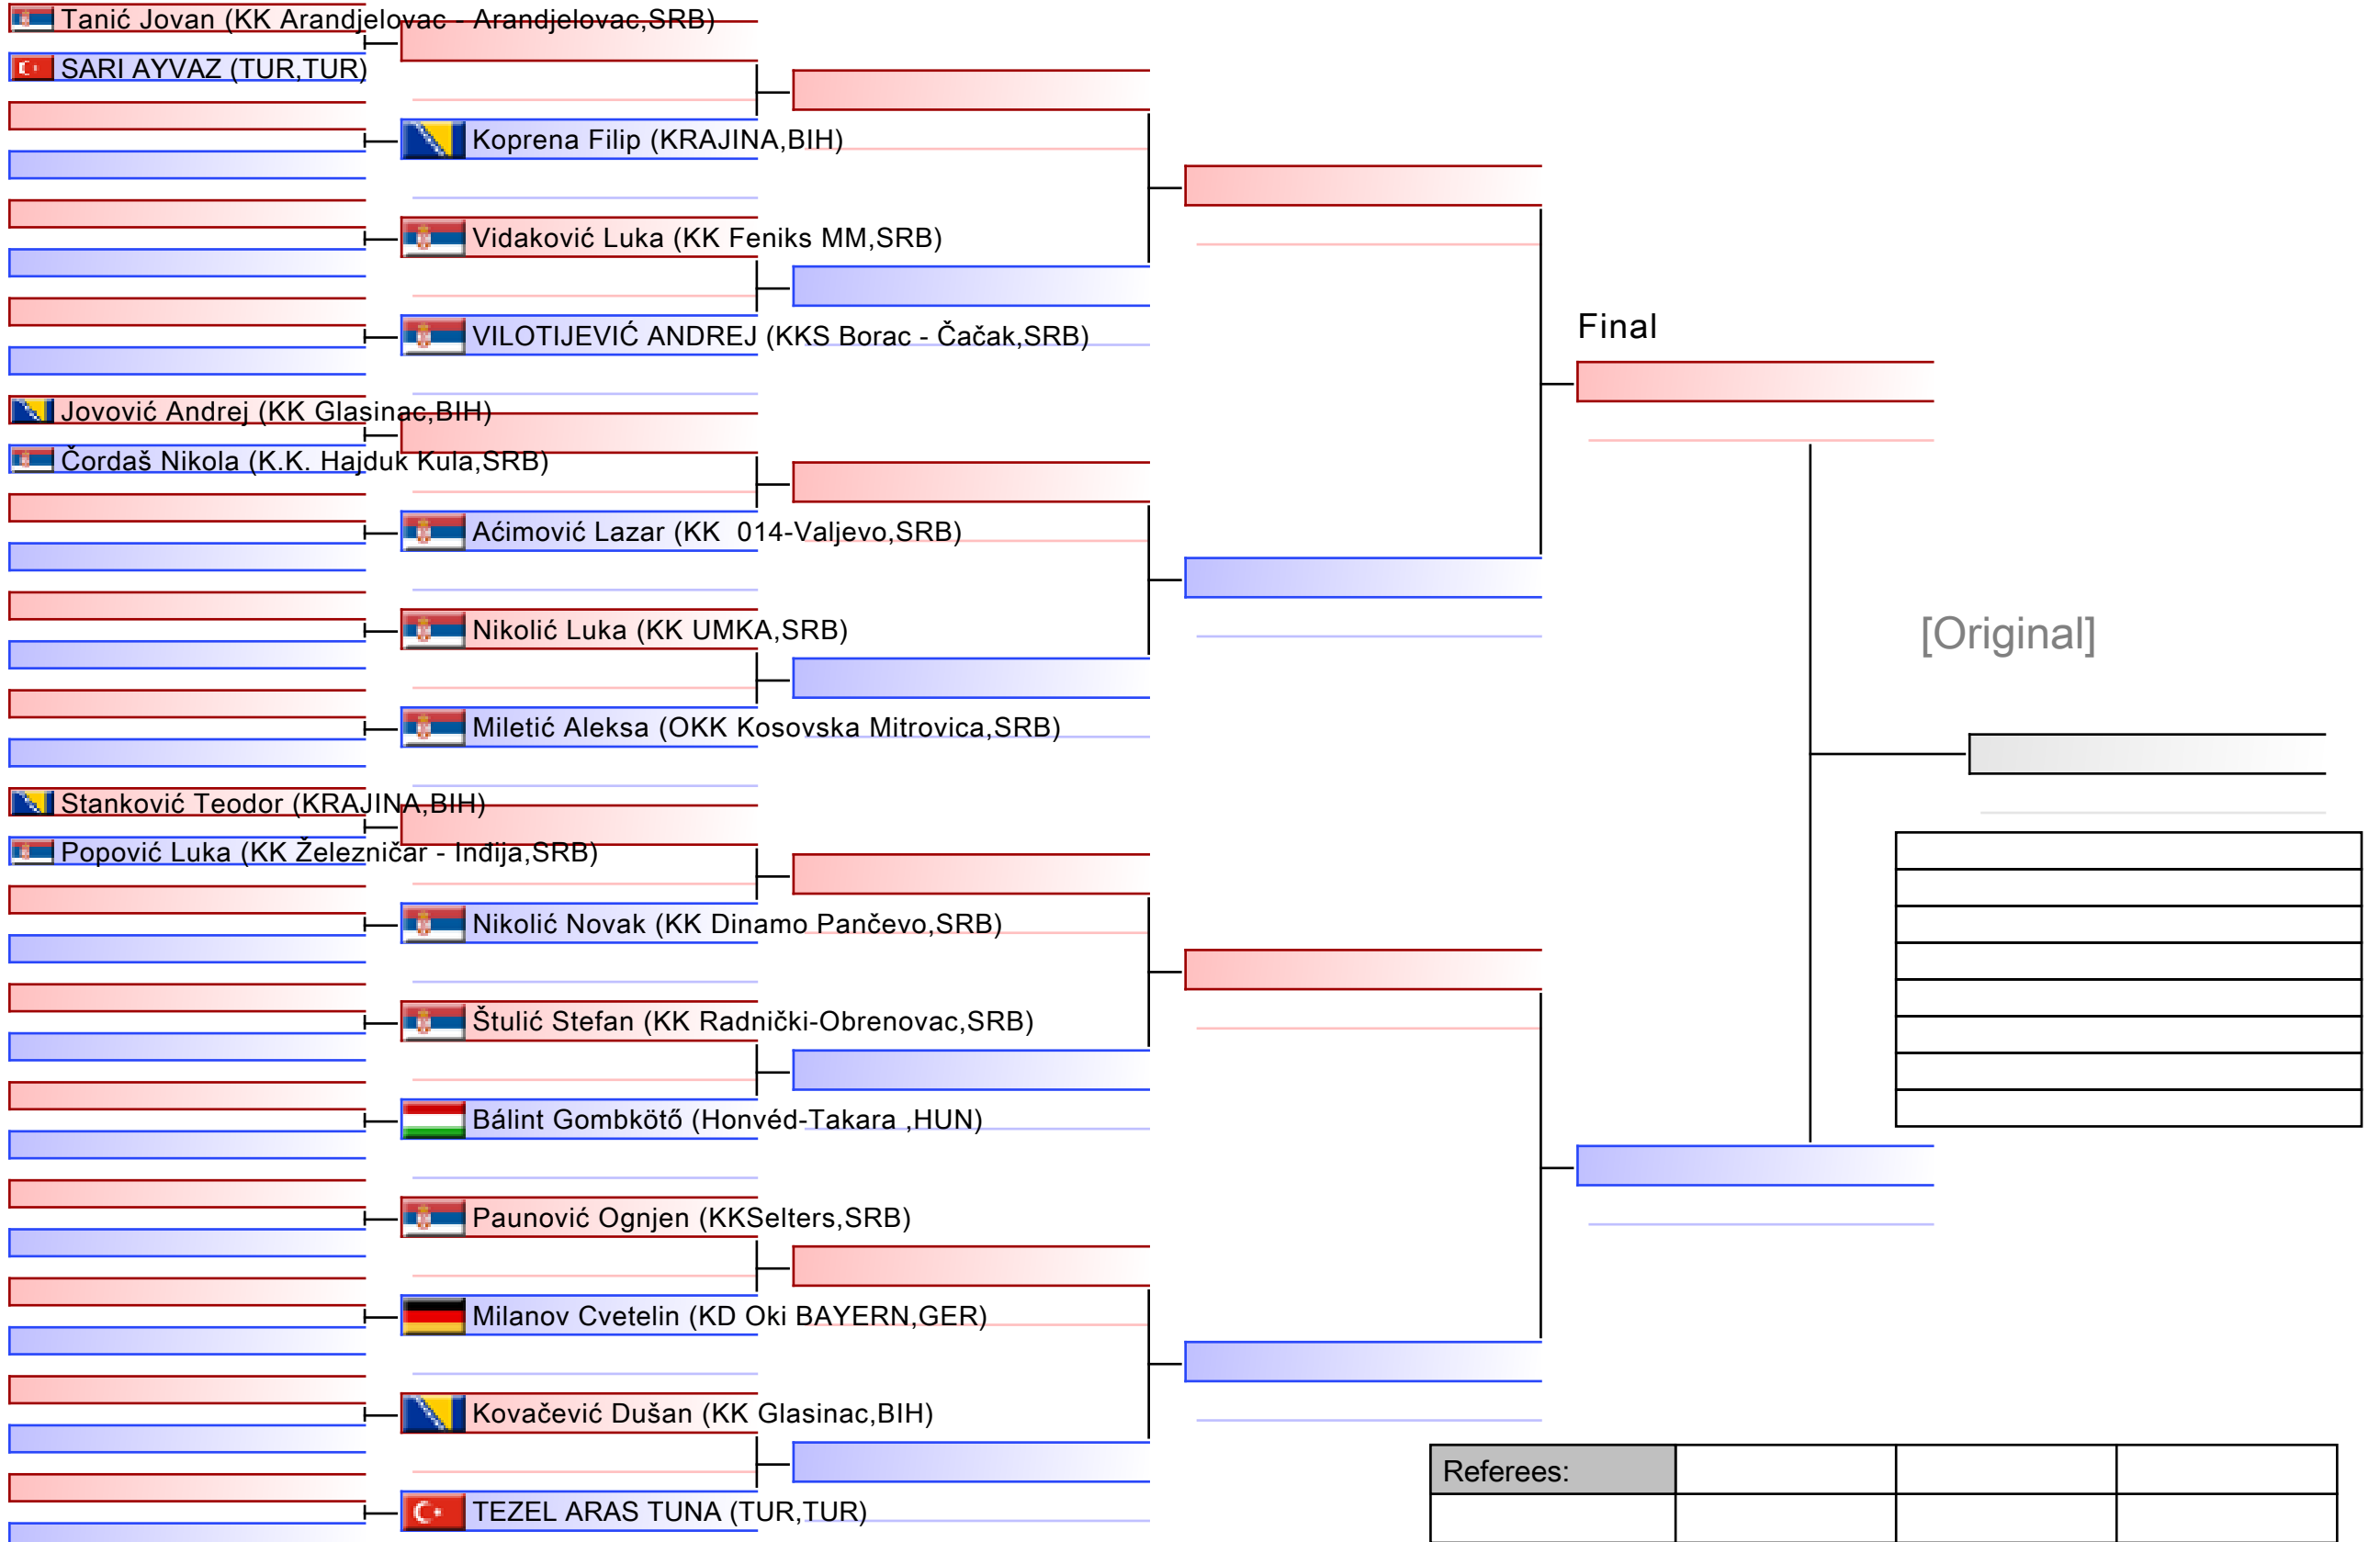 Tanić Jovan (KK Arandjelovac - Arandjelovac,SRB)
SARI AYVAZ (TUR,TUR)
Koprena Filip (KRAJINA,BIH)
Vidaković Luka (KK Feniks MM,SRB)
VILOTIJEVIĆ ANDREJ (KKS Borac - Čačak,SRB)
Jovović Andrej (KK Glasinac,BIH)
Čordaš Nikola (K.K. Hajduk Kula,SRB)
Aćimović Lazar (KK  014-Valjevo,SRB)
Nikolić Luka (KK UMKA,SRB)
Miletić Aleksa (OKK Kosovska Mitrovica,SRB)
Stanković Teodor (KRAJINA,BIH)
Popović Luka (KK Železničar - Inđija,SRB)
Nikolić Novak (KK Dinamo Pančevo,SRB)
Štulić Stefan (KK Radnički-Obrenovac,SRB)
Bálint Gombkötő (Honvéd-Takara ,HUN)
Paunović Ognjen (KKSelters,SRB)
Milanov Cvetelin (KD Oki BAYERN,GER)
Kovačević Dušan (KK Glasinac,BIH)
TEZEL ARAS TUNA (TUR,TUR)
Final
[Original]
Referees: